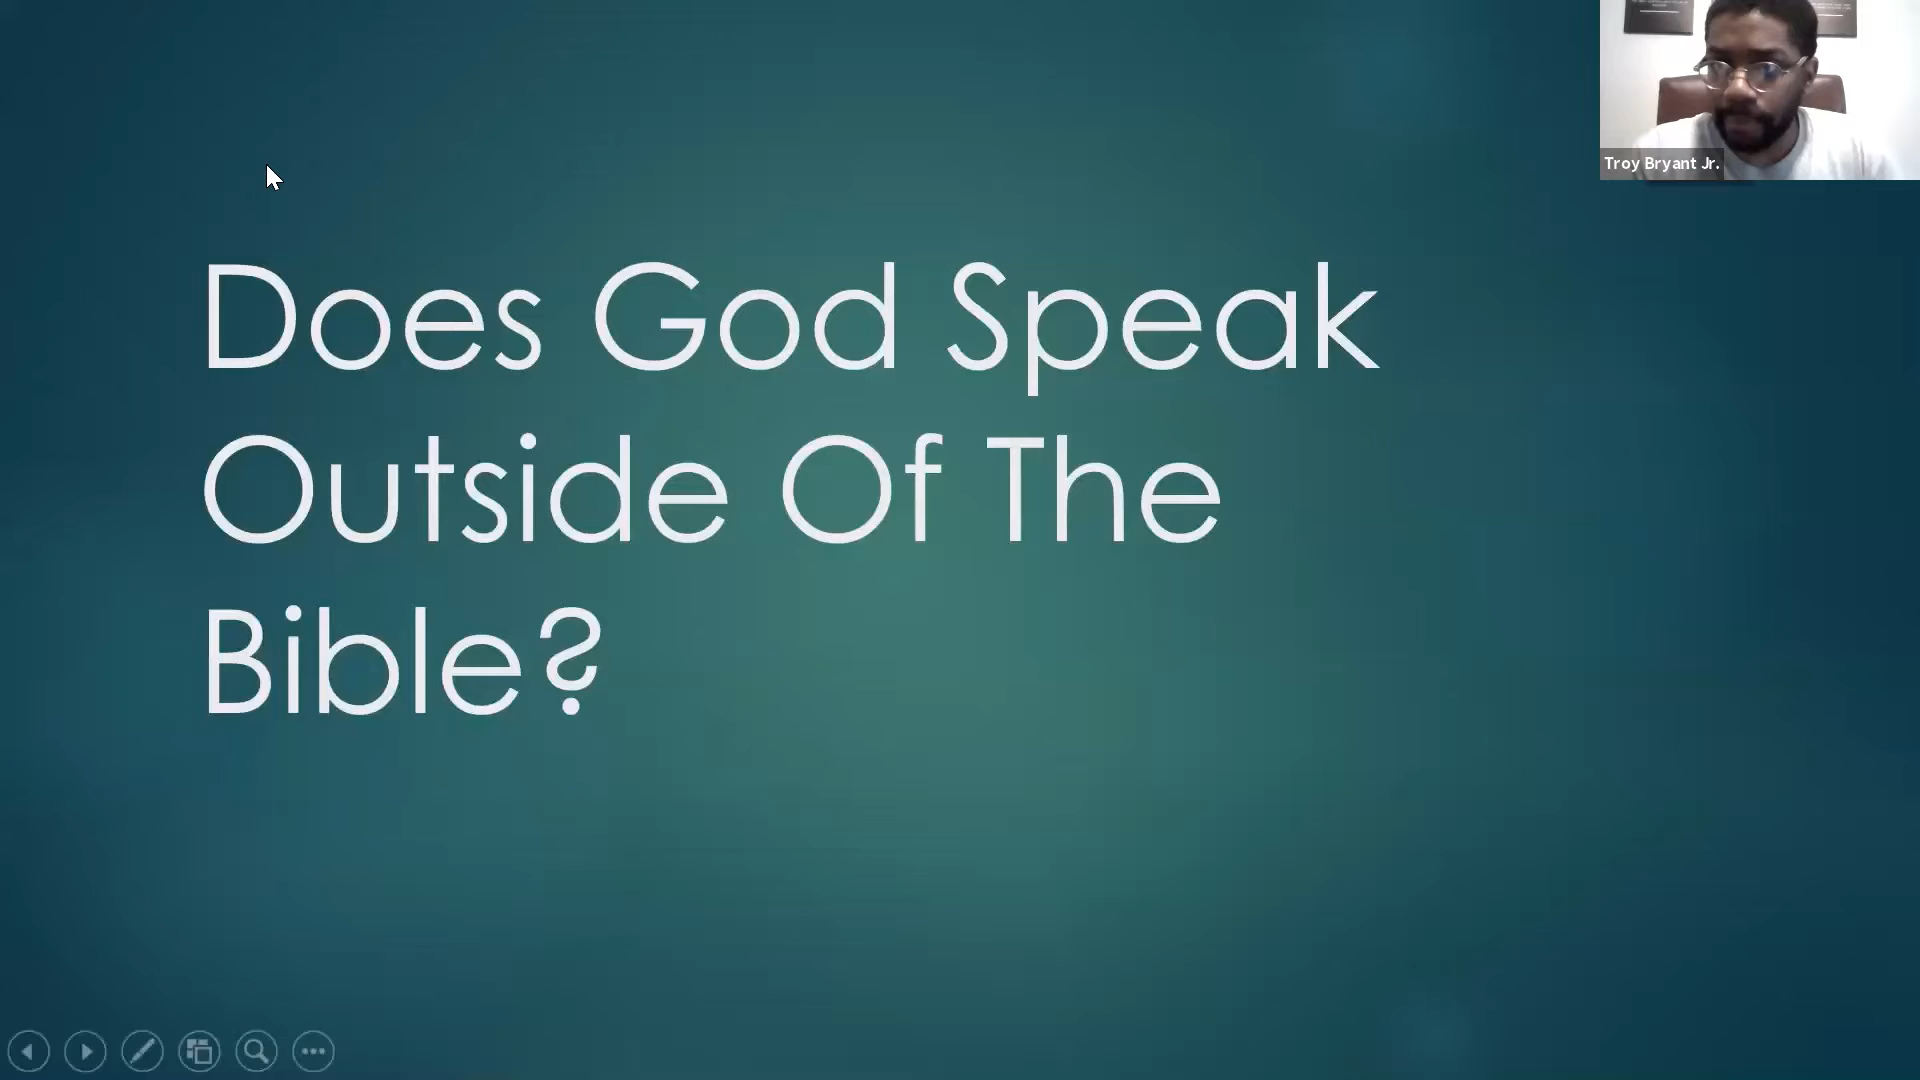 Does God Speak
Outside Of The
Bible?
Troy Bryant Jr.